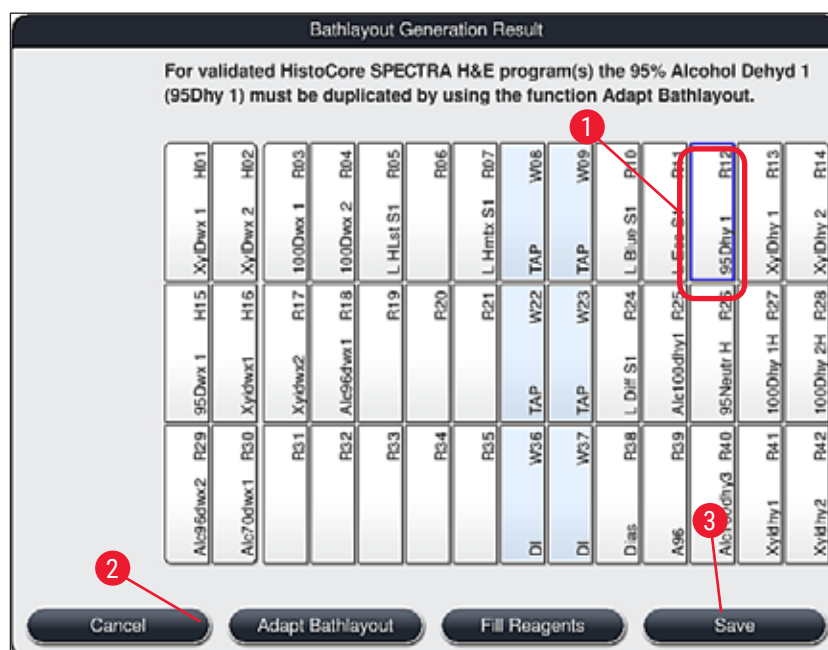 Bathlayout Generation Result
For validated HistoCore SPECTRA H&E program(s) the 95% Alcohol Dehyd 1
(95Dhy 1) must be duplicated by using the function Adapt Bathlayout.
1
XylDwx 1 H01
XylDwx 2 H02
100Dwx 1 R03
100Dwx 2 R04
L HLst S1 R05
R06
L Hmtx S1 R07
TAP W08
TAP W09
L Blue S1 R10
L Eos S1 R11
95Dhy 1 R12
XylDhy 1 R13
XylDhy 2 R14
95Dwx 1 H15
Xyldwx1 H16
Xyldwx2 R17
Alc96dwx1 R18
R19
R20
R21
TAP W22
TAP W23
L Diff S1 R24
Alc100dhy1 R25
95Neutr H R26
100Dhy 1H R27
100Dhy 2H R28
Alc96dwx2 R29
Alc70dwx1 R30
R31
R32
R33
R34
R35
DI W36
DI W37
Dias R38
A96 R39
Alc100dhy3 R40
Xyldhy1 R41
Xyldhy2 R42
2
3
Cancel
Adapt Bathlayout
Fill Reagents
Save